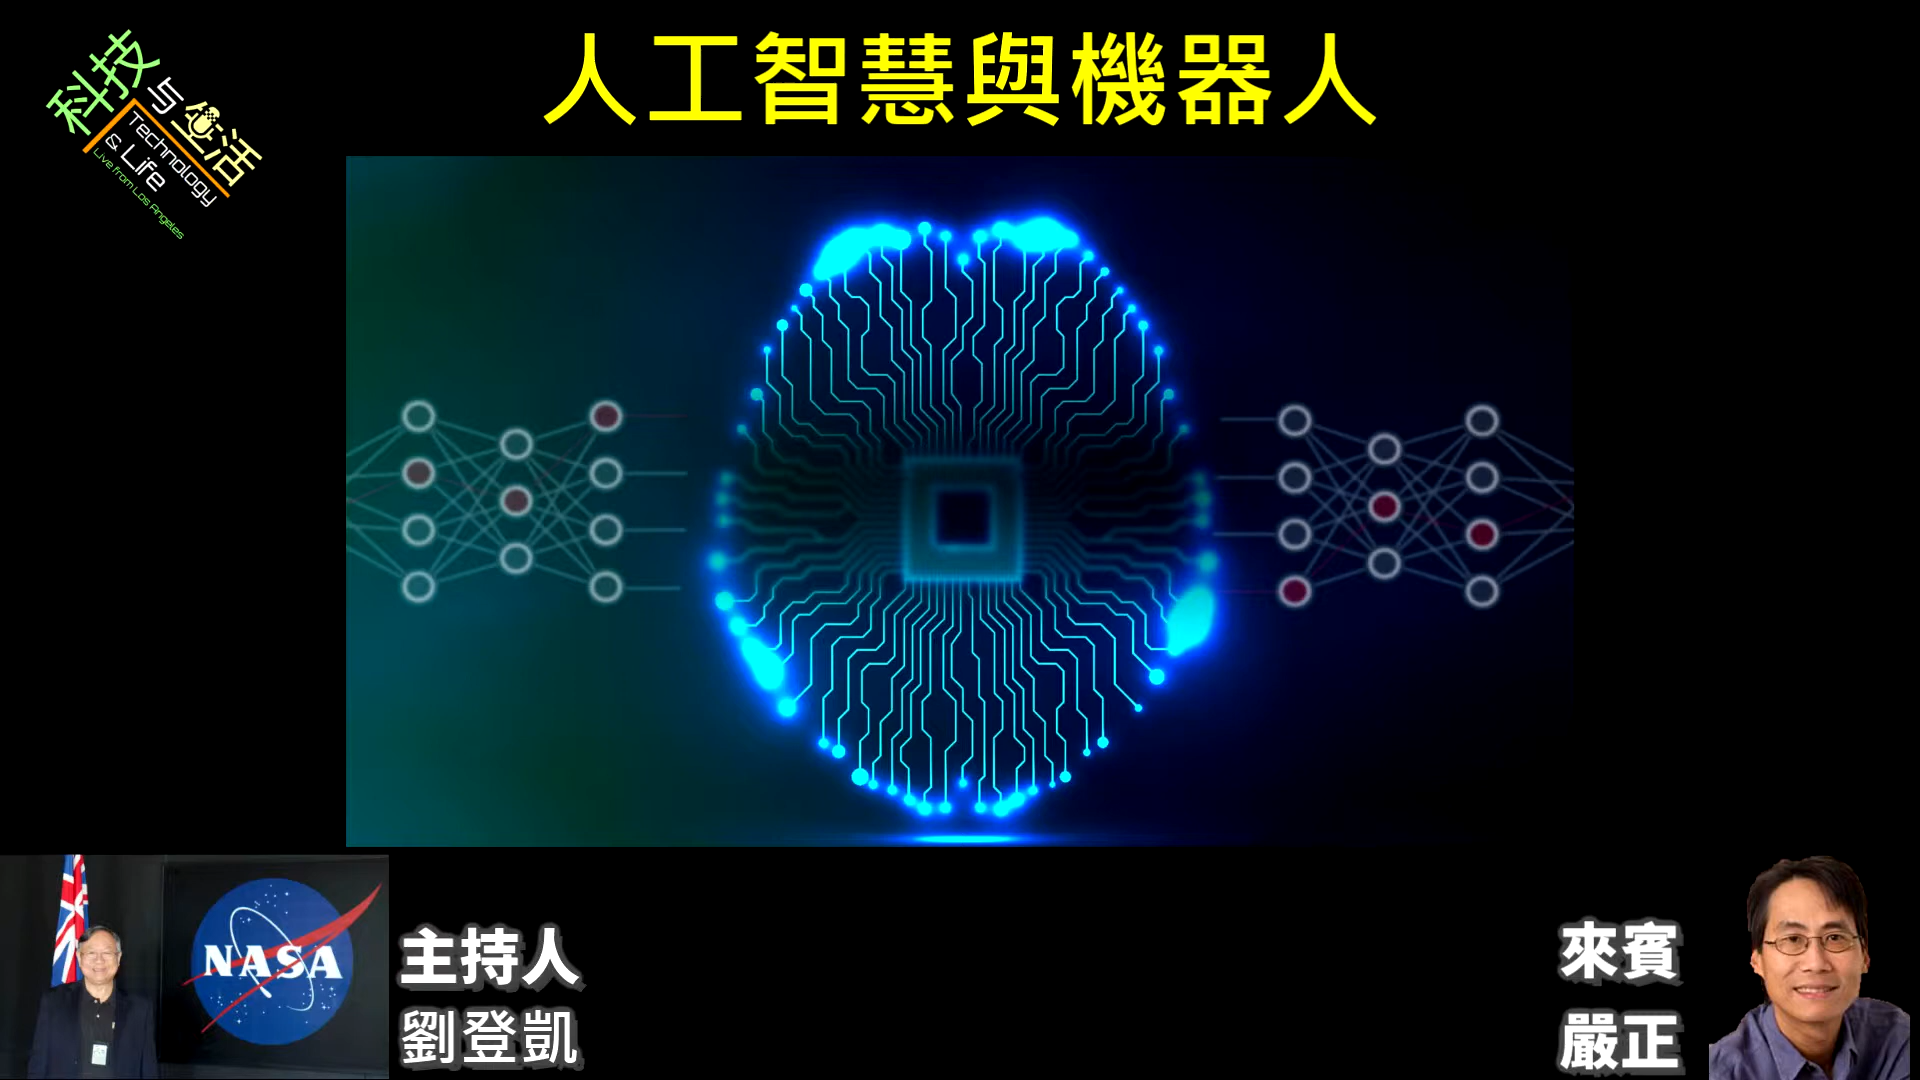 人工智慧與機器人
科技
与生活
Technology
& Life
Live from Los Angeles
NASA
主持人
劉登凱
來賓
嚴正